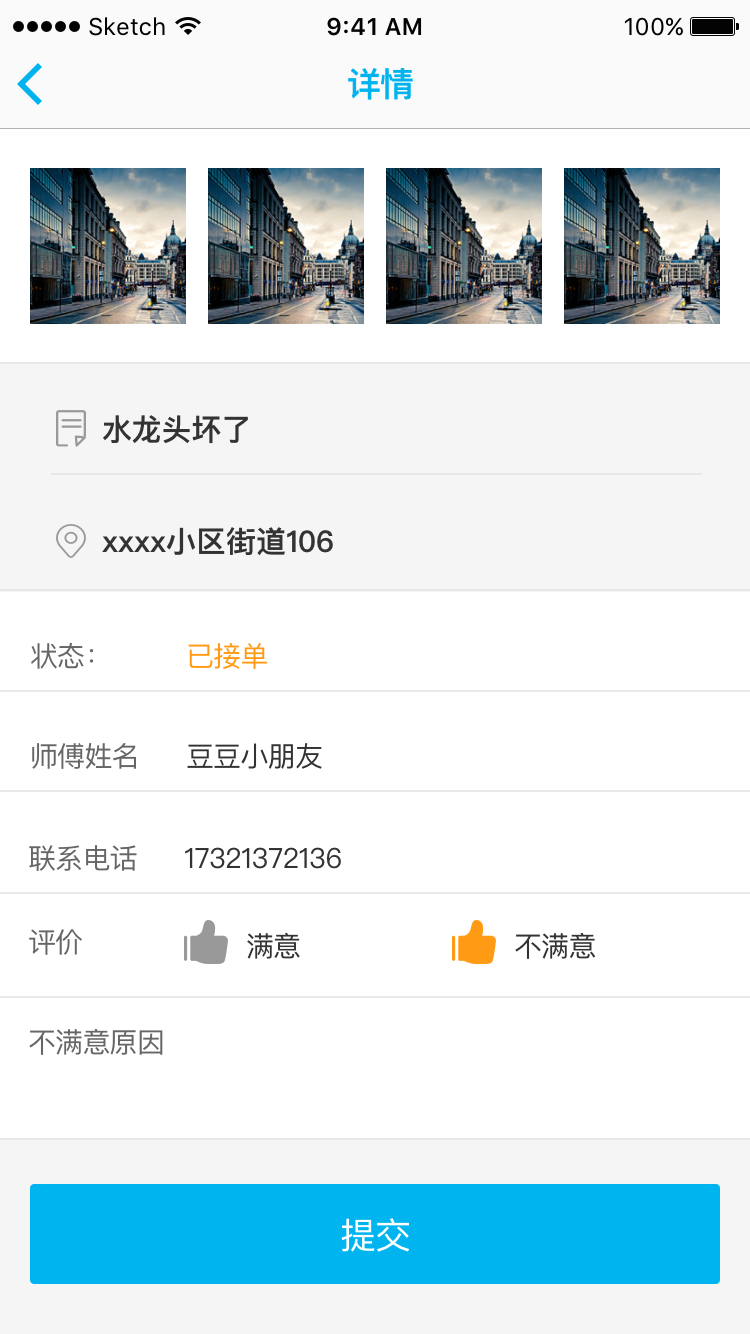 Sketch 9:41 AM 100%
详情
水龙头坏了
xxxx小区街道106
状态： 已接单
师傅姓名 豆豆小朋友
联系电话 17321372136
评价 满意 不满意
不满意原因
提交